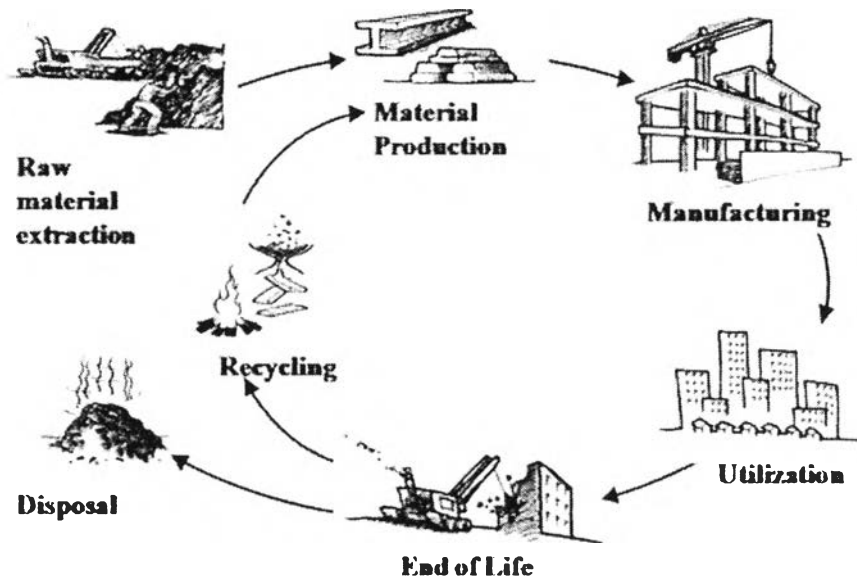 Raw
material
extraction
Material
Production
Manufacturing
Utilization
End of Life
Recycling
Disposal